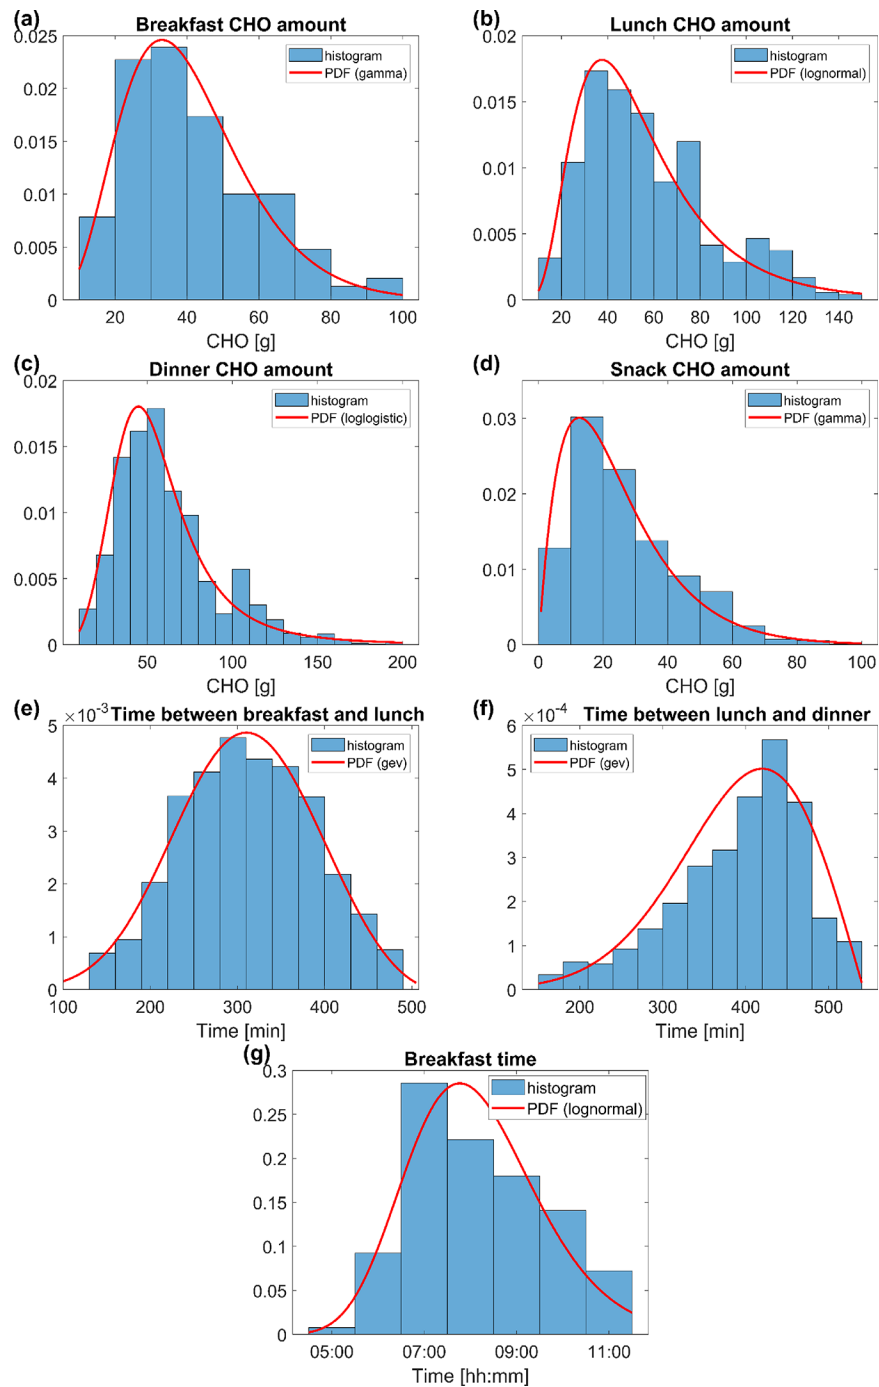 (a)
Breakfast CHO amount
0.025
0.02
0.015
0.01
0.005
0
histogram
PDF (gamma)
20 40 60 80 100
CHO [g]
(b)
Lunch CHO amount
0.02
0.015
0.01
0.005
0
histogram
PDF (lognormal)
20 40 60 80 100 120 140
CHO [g]
(c)
Dinner CHO amount
0.02
0.015
0.01
0.005
0
histogram
PDF (loglogistic)
50 100 150 200
CHO [g]
(d)
Snack CHO amount
0.03
0.02
0.01
0
histogram
PDF (gamma)
0 20 40 60 80 100
CHO [g]
(e)
×10⁻³ Time between breakfast and lunch
5
4
3
2
1
0
histogram
PDF (gev)
100 200 300 400 500
Time [min]
(f)
×10⁻⁴ Time between lunch and dinner
6
5
4
3
2
1
0
histogram
PDF (gev)
200 300 400 500
Time [min]
(g)
Breakfast time
0.3
0.25
0.2
0.15
0.1
0.05
0
histogram
PDF (lognormal)
05:00 07:00 09:00 11:00
Time [hh:mm]